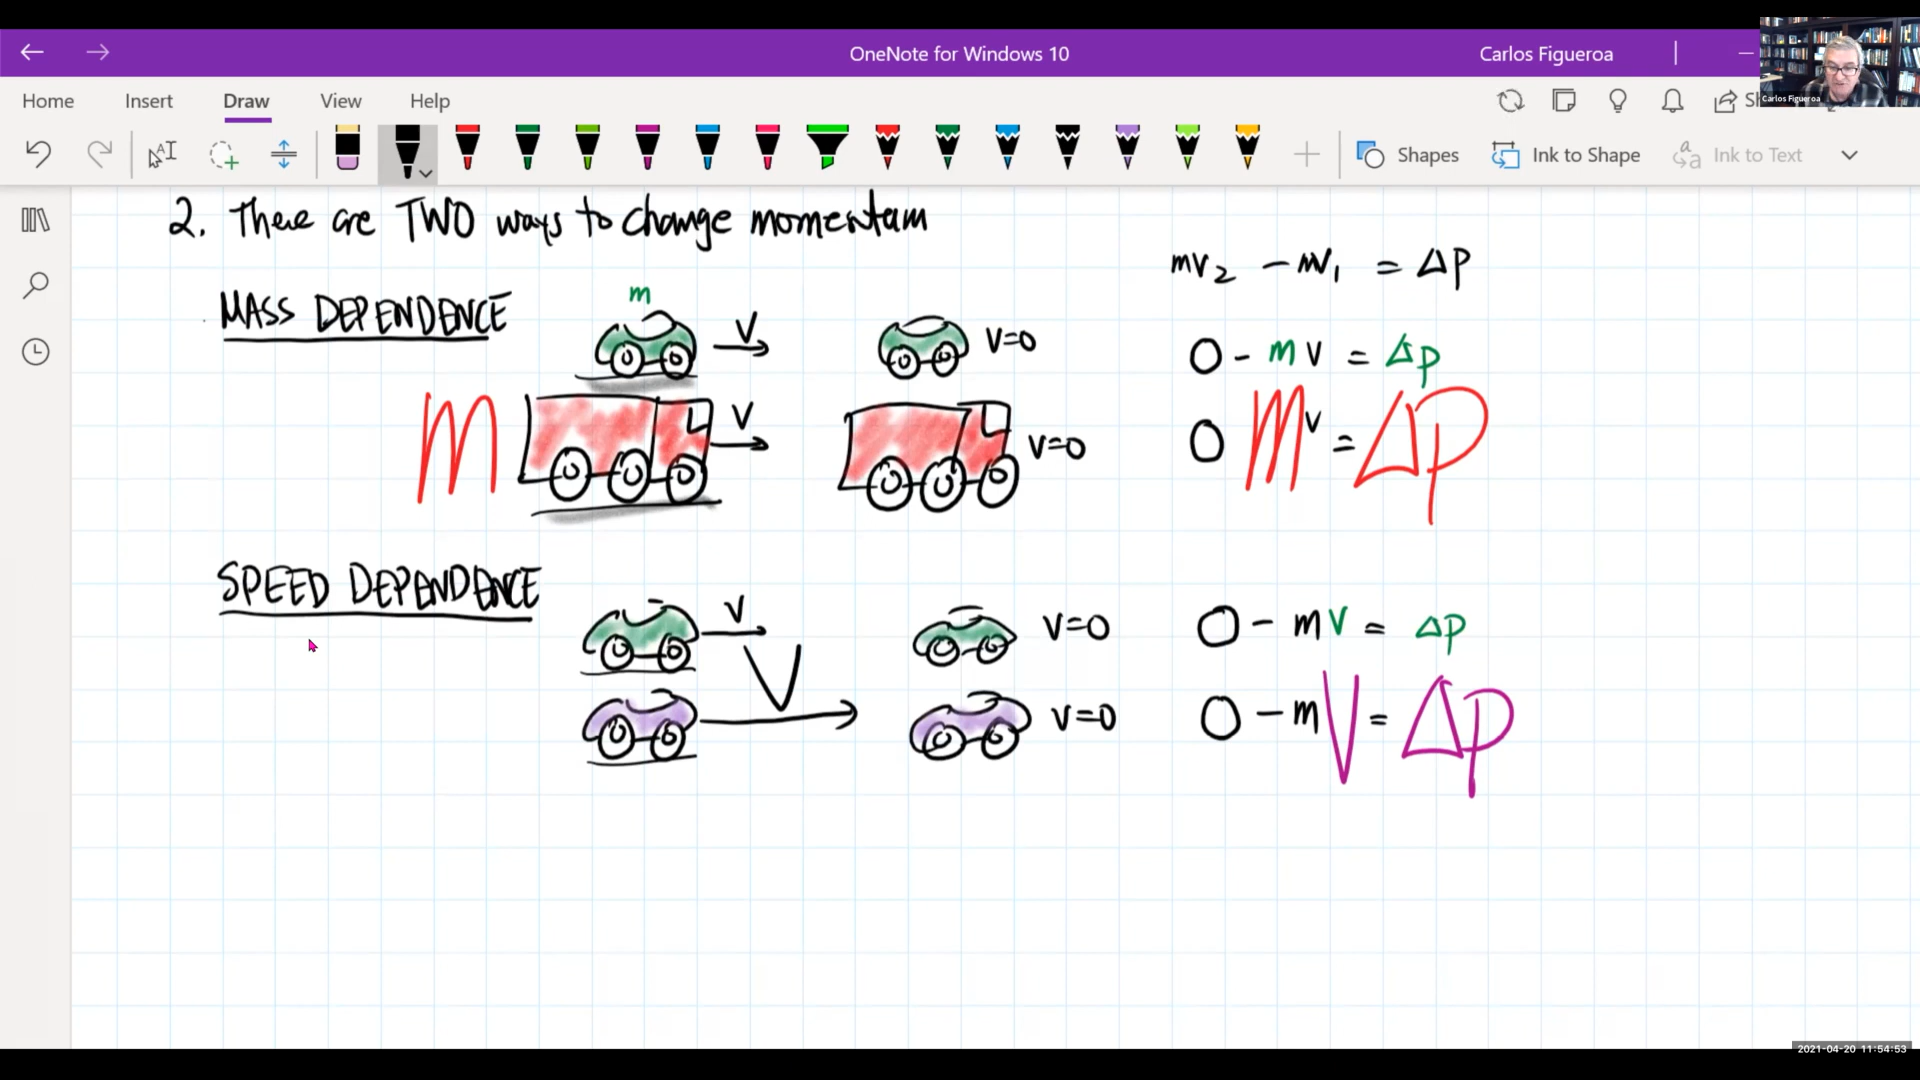 OneNote for Windows 10
Carlos Figueroa
Home Insert Draw View Help
Carlos Figueroa
Shapes Ink to Shape Ink to Text
2. There are TWO ways to change momentum
mv2 - mv1 = Δp
MASS DEPENDENCE
m
V
V=0
0 - mv = Δp
M
V
V=0
0 Mv = ΔP
SPEED DEPENDENCE
V
V=0
0 - mv = Δp
V
V=0
0 - mV = ΔP
2021-04-20 11:54:53